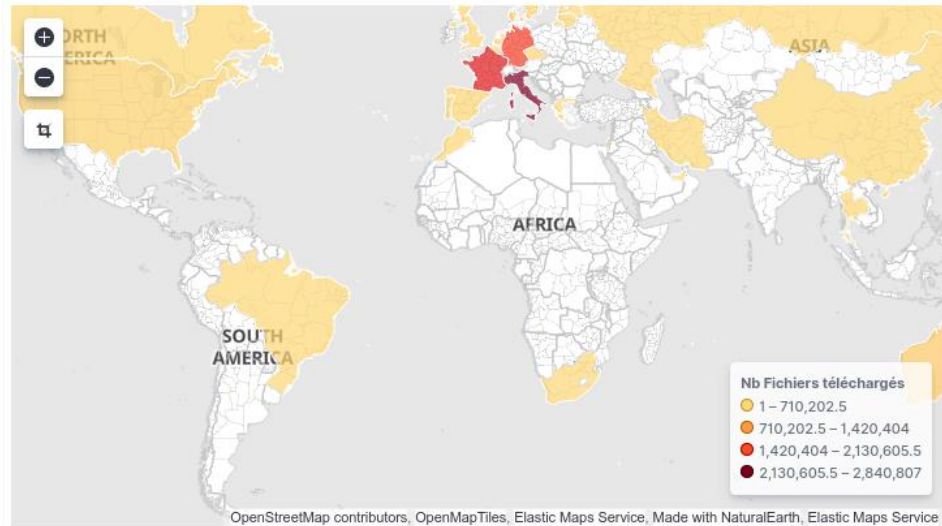 NORTH
AMERICA
ASIA
AFRICA
SOUTH
AMERICA
Nb Fichiers téléchargés
1 – 710,202.5
710,202.5 – 1,420,404
1,420,404 – 2,130,605.5
2,130,605.5 – 2,840,807
OpenStreetMap contributors, OpenMapTiles, Elastic Maps Service, Made with NaturalEarth, Elastic Maps Service